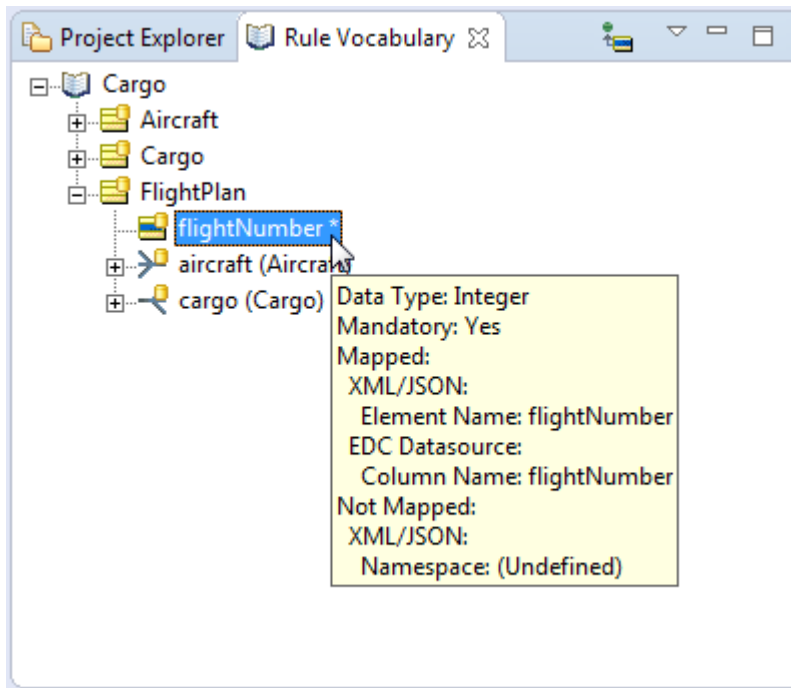 Project Explorer Rule Vocabulary
Cargo
Aircraft
Cargo
FlightPlan
flightNumber *
aircraft (Aircraft)
cargo (Cargo)
Data Type: Integer
Mandatory: Yes
Mapped:
XML/JSON:
Element Name: flightNumber
EDC Datasource:
Column Name: flightNumber
Not Mapped:
XML/JSON:
Namespace: (Undefined)